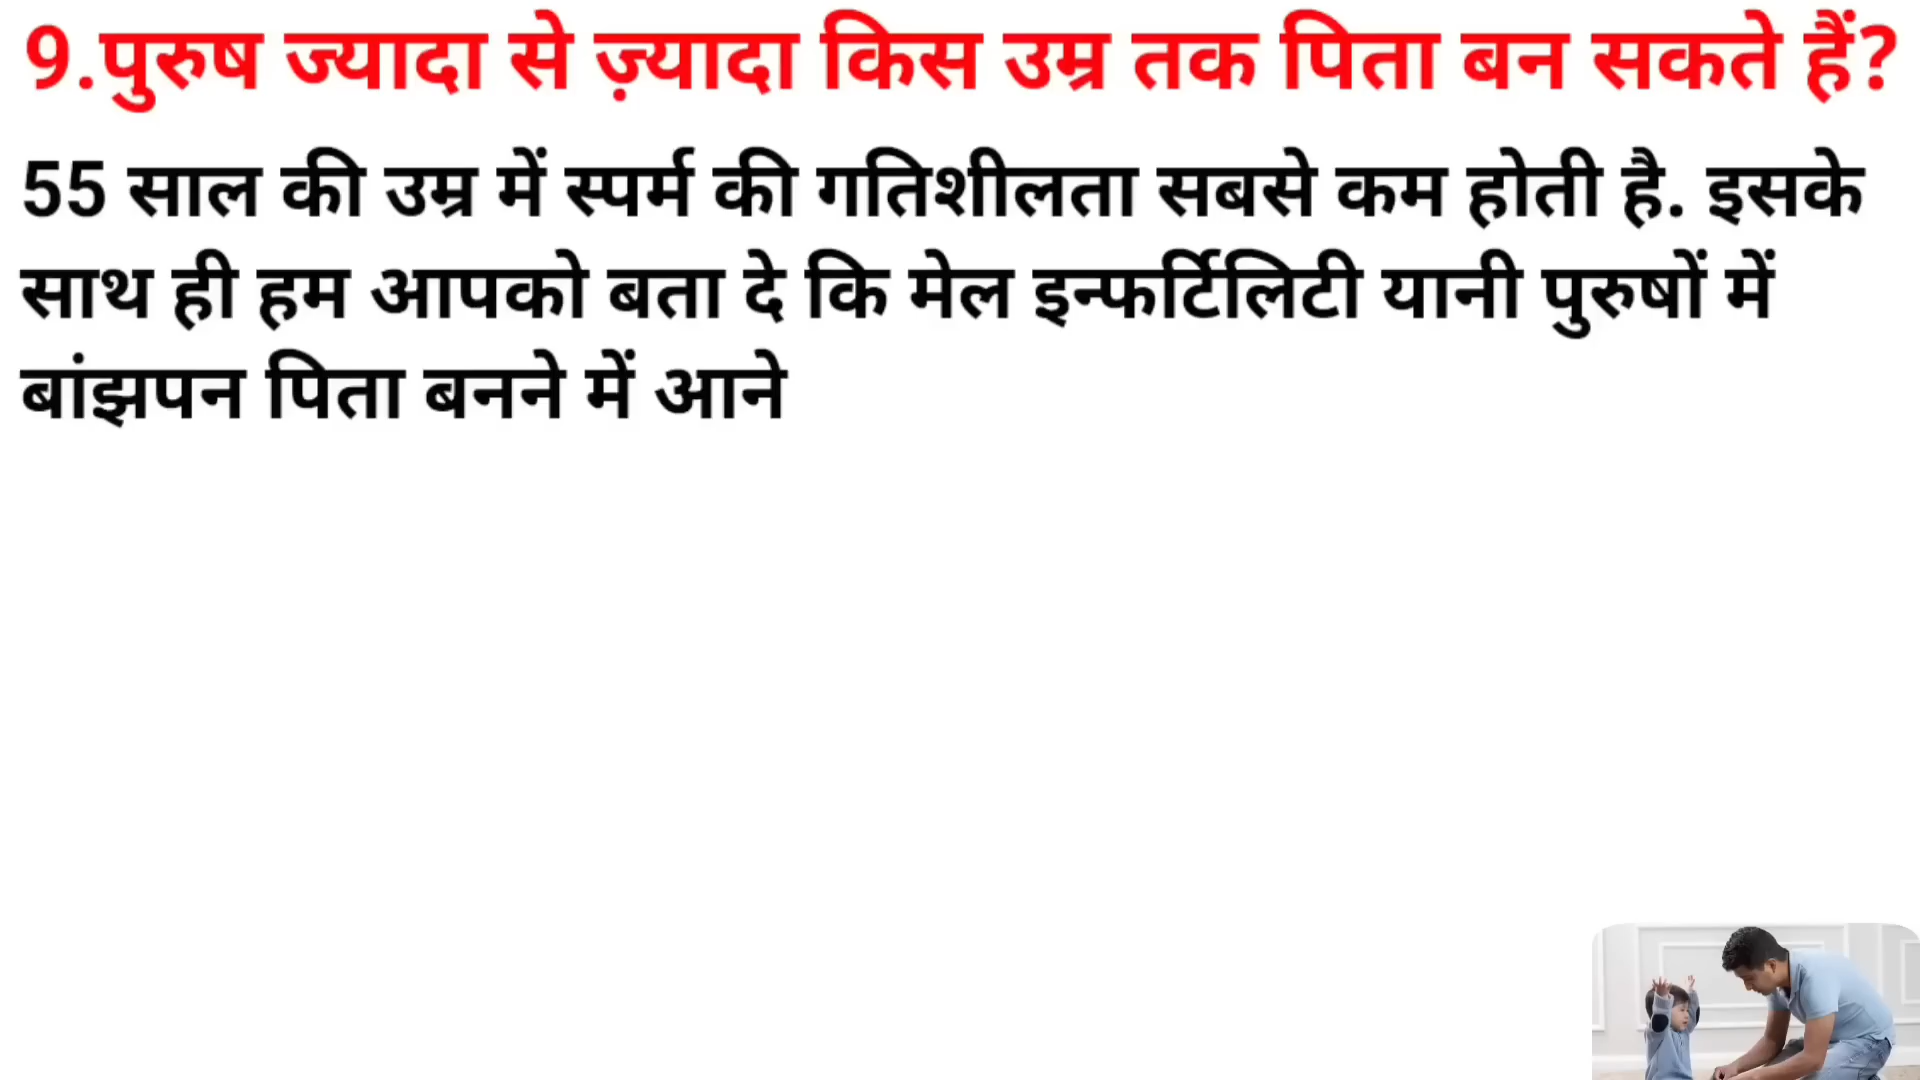 9.पुरुष ज्यादा से ज़्यादा किस उम्र तक पिता बन सकते हैं?
55 साल की उम्र में स्पर्म की गतिशीलता सबसे कम होती है. इसके
साथ ही हम आपको बता दे कि मेल इन्फर्टिलिटी यानी पुरुषों में
बांझपन पिता बनने में आने